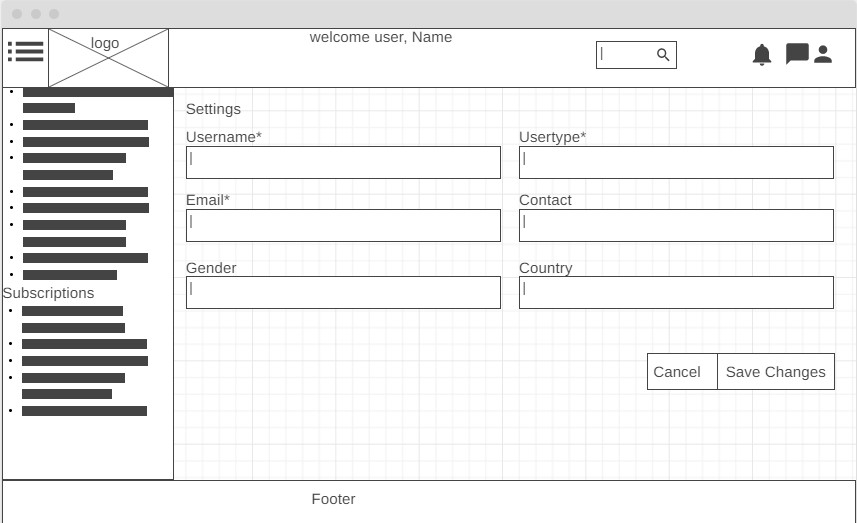 logo
welcome user, Name
Settings
Username*
Usertype*
Email*
Contact
Gender
Country
Subscriptions
Cancel
Save Changes
Footer